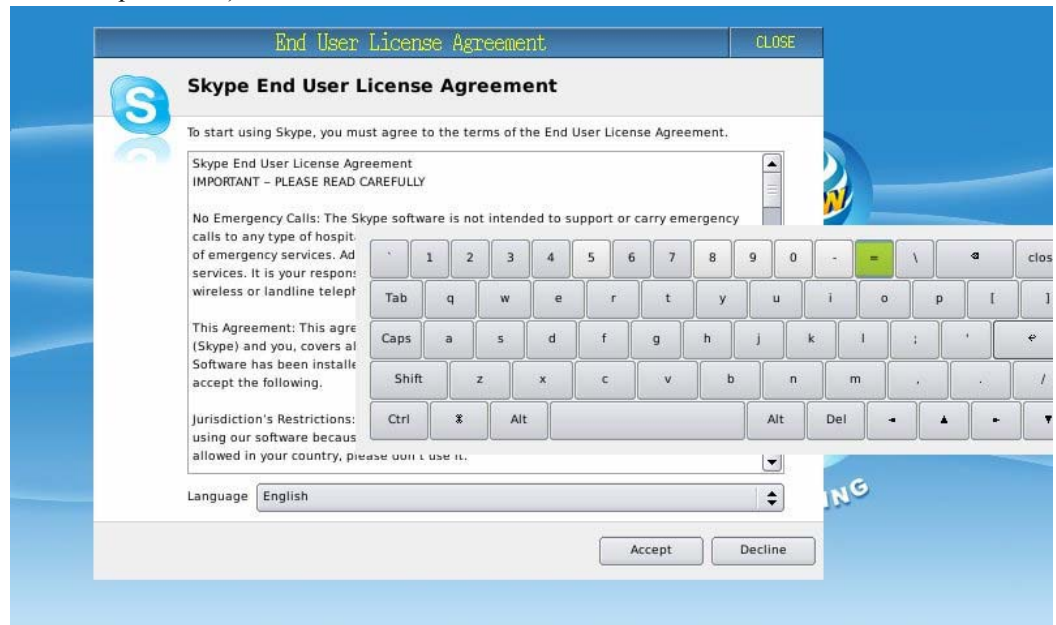 End User License Agreement CLOSE
Skype End User License Agreement
To start using Skype, you must agree to the terms of the End User License Agreement.
Skype End User License Agreement
IMPORTANT – PLEASE READ CAREFULLY
No Emergency Calls: The Skype software is not intended to support or carry emergency
calls to any type of hospit
of emergency services. Ad
services. It is your respons
wireless or landline teleph
This Agreement: This agre
(Skype) and you, covers al
Software has been installe
accept the following.
Jurisdiction's Restrictions:
using our software becaus
allowed in your country, please don't use it.
` 1 2 3 4 5 6 7 8 9 0 - = \ clos
Tab q w e r t y u i o p [ ]
Caps a s d f g h j k l ; '
Shift z x c v b n m , . /
Ctrl ⌘ Alt Alt Del
Language English
Accept Decline
S
W
NG